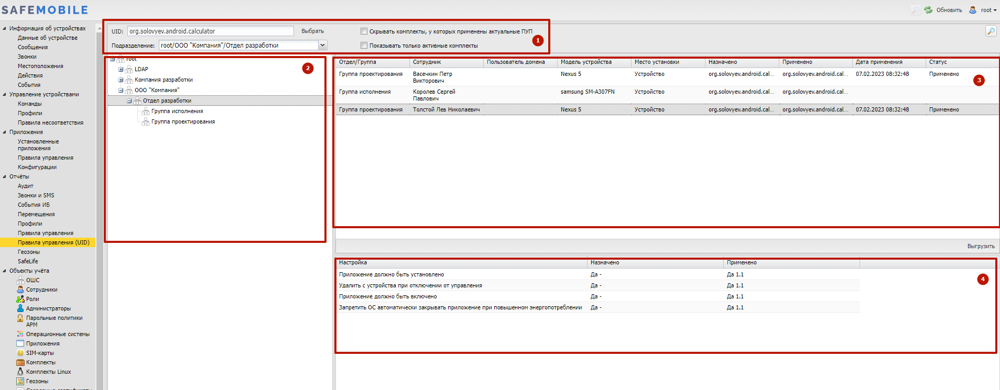 SAFEMOBILE
Обновить
root
Информация об устройствах
Данные об устройстве
Сообщения
Звонки
Местоположения
Действия
События
Управление устройствами
Команды
Профили
Правила несоответствия
Приложения
Установленные
приложения
Правила управления
Конфигурации
Отчёты
Аудит
Звонки и SMS
События ИБ
Перемещения
Профили
Правила управления
Правила управления (UID)
Геозоны
SafeLife
Объекты учёта
ОШС
Сотрудники
Роли
Администраторы
Парольные политики
АРМ
Операционные системы
Приложения
SIM-карты
Комплекты
Комплекты Linux
Геозоны
Серверные сертификаты
UID: org.solovyev.android.calculator Выбрать
Скрывать комплекты, у которых применены актуальные ПУП
Подразделение: root/ООО "Компания"/Отдел разработки
Показывать только активные комплекты
1
root
LDAP
Компания разработки
ООО "Компания"
Отдел разработки
Группа исполнения
Группа проектирования
2
Отдел/Группа Сотрудник Пользователь домена Модель устройства Место установки Назначено Применено Дата применения Статус
Группа проектирования Васечкин Петр Nexus 5 Устройство org.solovyev.android.cal... org.solovyev.android.cal... 07.02.2023 08:32:48 Применено
Викторович
Группа исполнения Королев Сергей samsung SM-A307FN Устройство org.solovyev.android.cal... org.solovyev.android.cal...
Павлович
Группа проектирования Толстой Лев Николаевич Nexus 5 Устройство org.solovyev.android.cal... org.solovyev.android.cal... 07.02.2023 08:32:48 Применено
3
Выгрузить
Настройка Назначено Применено
Приложение должно быть установлено Да - Да 1.1
Удалить с устройства при отключении от управления Да - Да 1.1
Приложение должно быть включено Да - Да 1.1
Запретить ОС автоматически закрывать приложение при повышенном энергопотреблении Да - Да 1.1
4